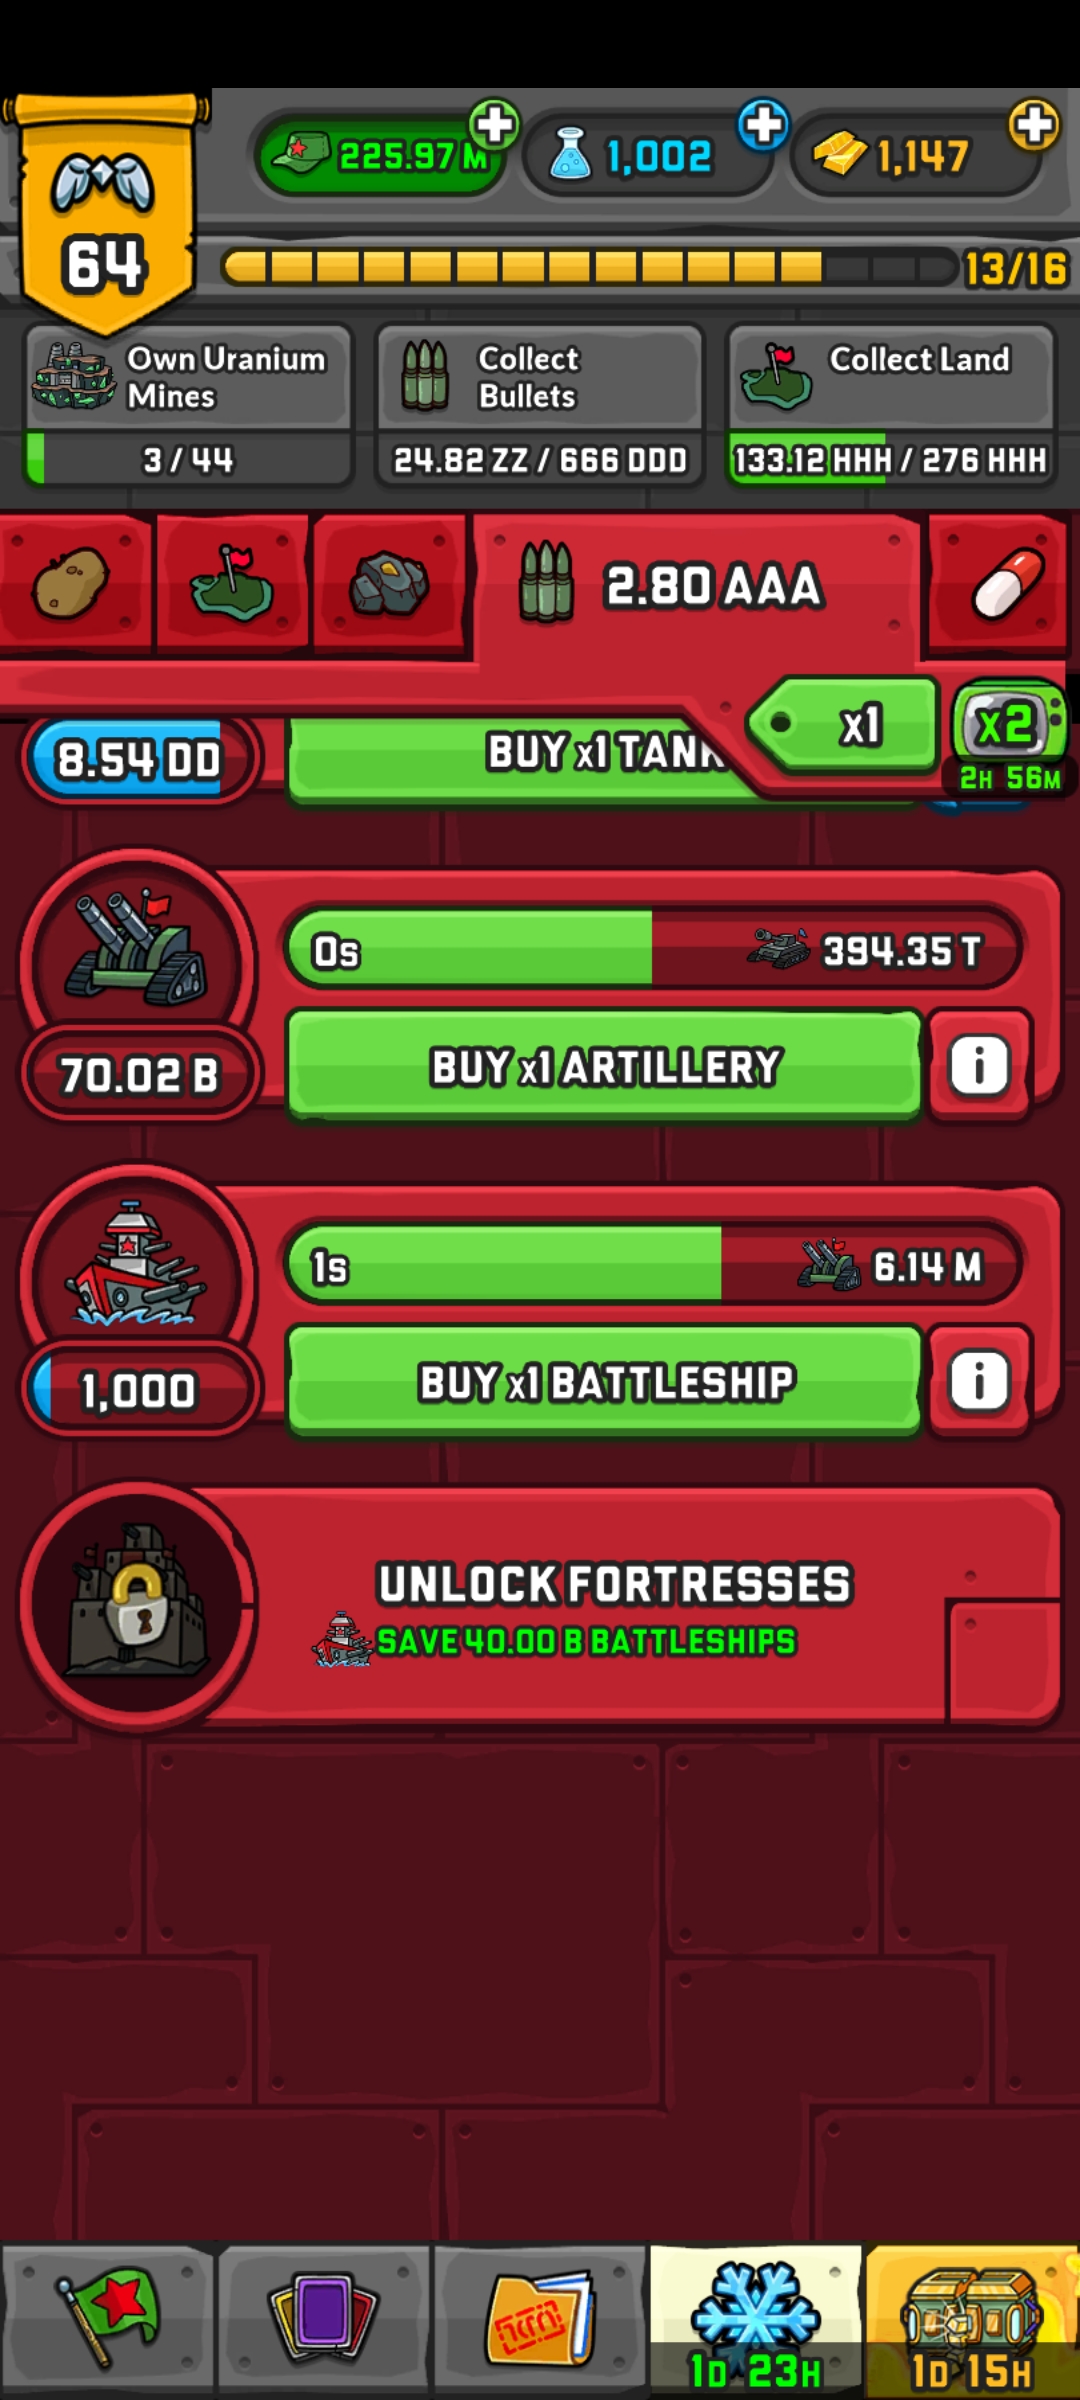 64
225.97 M
1,002
1,147
13/16
Own Uranium
Mines
3 / 44
Collect
Bullets
24.82 ZZ / 666 DDD
Collect Land
133.12 HHH / 276 HHH
2.80 AAA
x1
x2
2H 56M
8.54 DD
BUY x1 TANK
0s
394.35 T
70.02 B
BUY x1 ARTILLERY
i
1s
6.14 M
1,000
BUY x1 BATTLESHIP
i
UNLOCK FORTRESSES
SAVE 40.00 B BATTLESHIPS
1D 23H
1D 15H